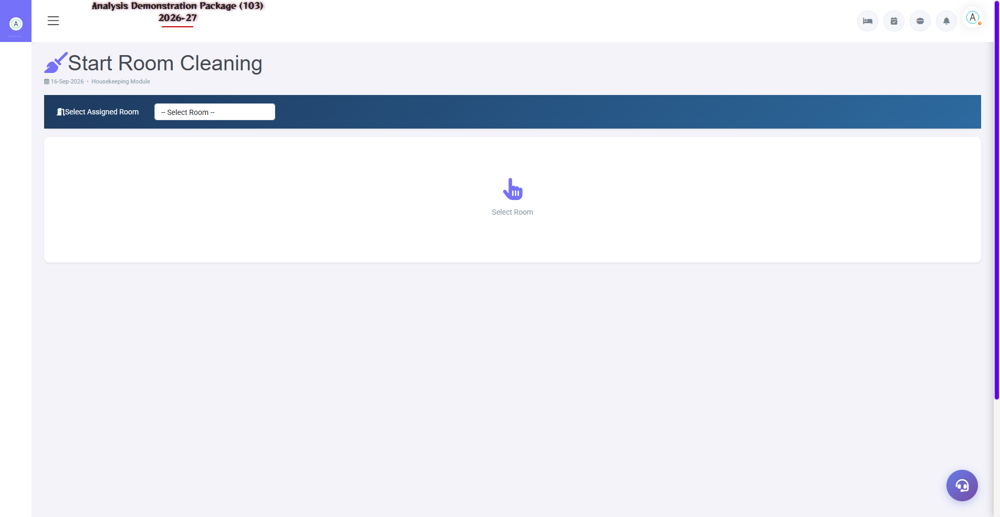 Analysis Demonstration Package (103)
2026-27
A
A
Start Room Cleaning
16-Sep-2026 • Housekeeping Module
Select Assigned Room
-- Select Room --
Select Room